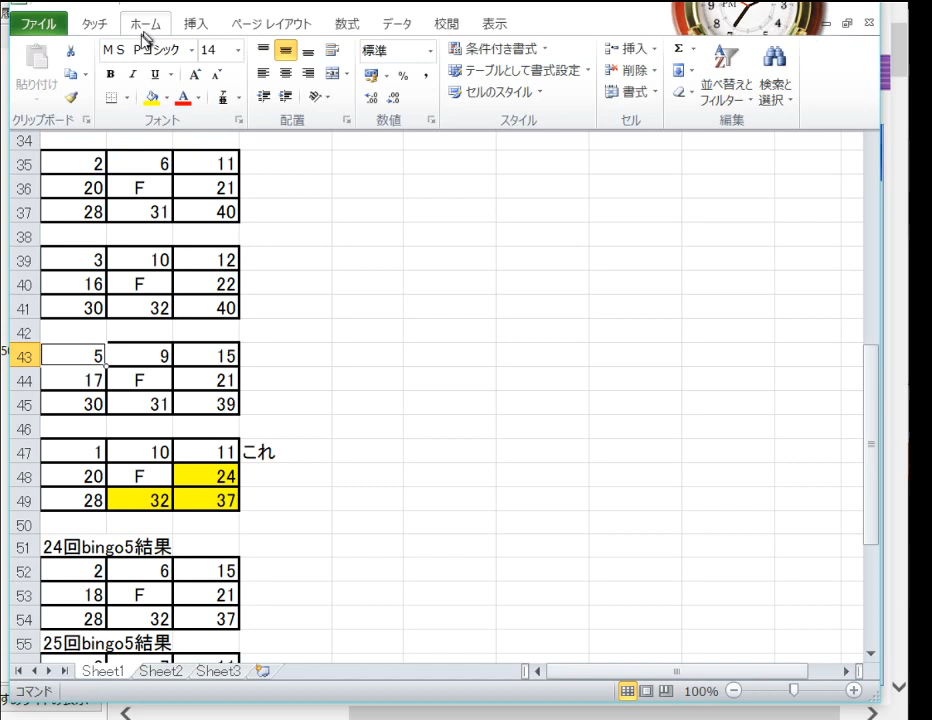 ファイル タッチ ホーム 挿入 ページ レイアウト 数式 データ 校閲 表示
ＭＳ Ｐゴシック 14 標準 条件付き書式 挿入 Σ
貼り付け B I U A A % , テーブルとして書式設定 削除 並べ替えと 検索と
A セルのスタイル 書式 フィルター 選択
クリップボード フォント 配置 数値 スタイル セル 編集
34
35 2 6 11
36 20 F 21
37 28 31 40
38
39 3 10 12
40 16 F 22
41 30 32 40
42
43 5 9 15
44 17 F 21
45 30 31 39
46
47 1 10 11 これ
48 20 F 24
49 28 32 37
50
51 24回bingo5結果
52 2 6 15
53 18 F 21
54 28 32 37
55 25回bingo5結果
Sheet1 Sheet2 Sheet3
コマンド 100%